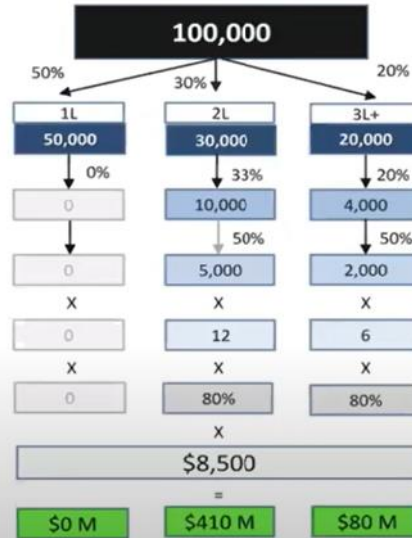 100,000
50% 30% 20%
1L 2L 3L+
50,000 30,000 20,000
0% 33% 20%
0 10,000 4,000
50% 50%
0 5,000 2,000
X X X
0 12 6
X X X
0 80% 80%
X
$8,500
=
$0 M $410 M $80 M